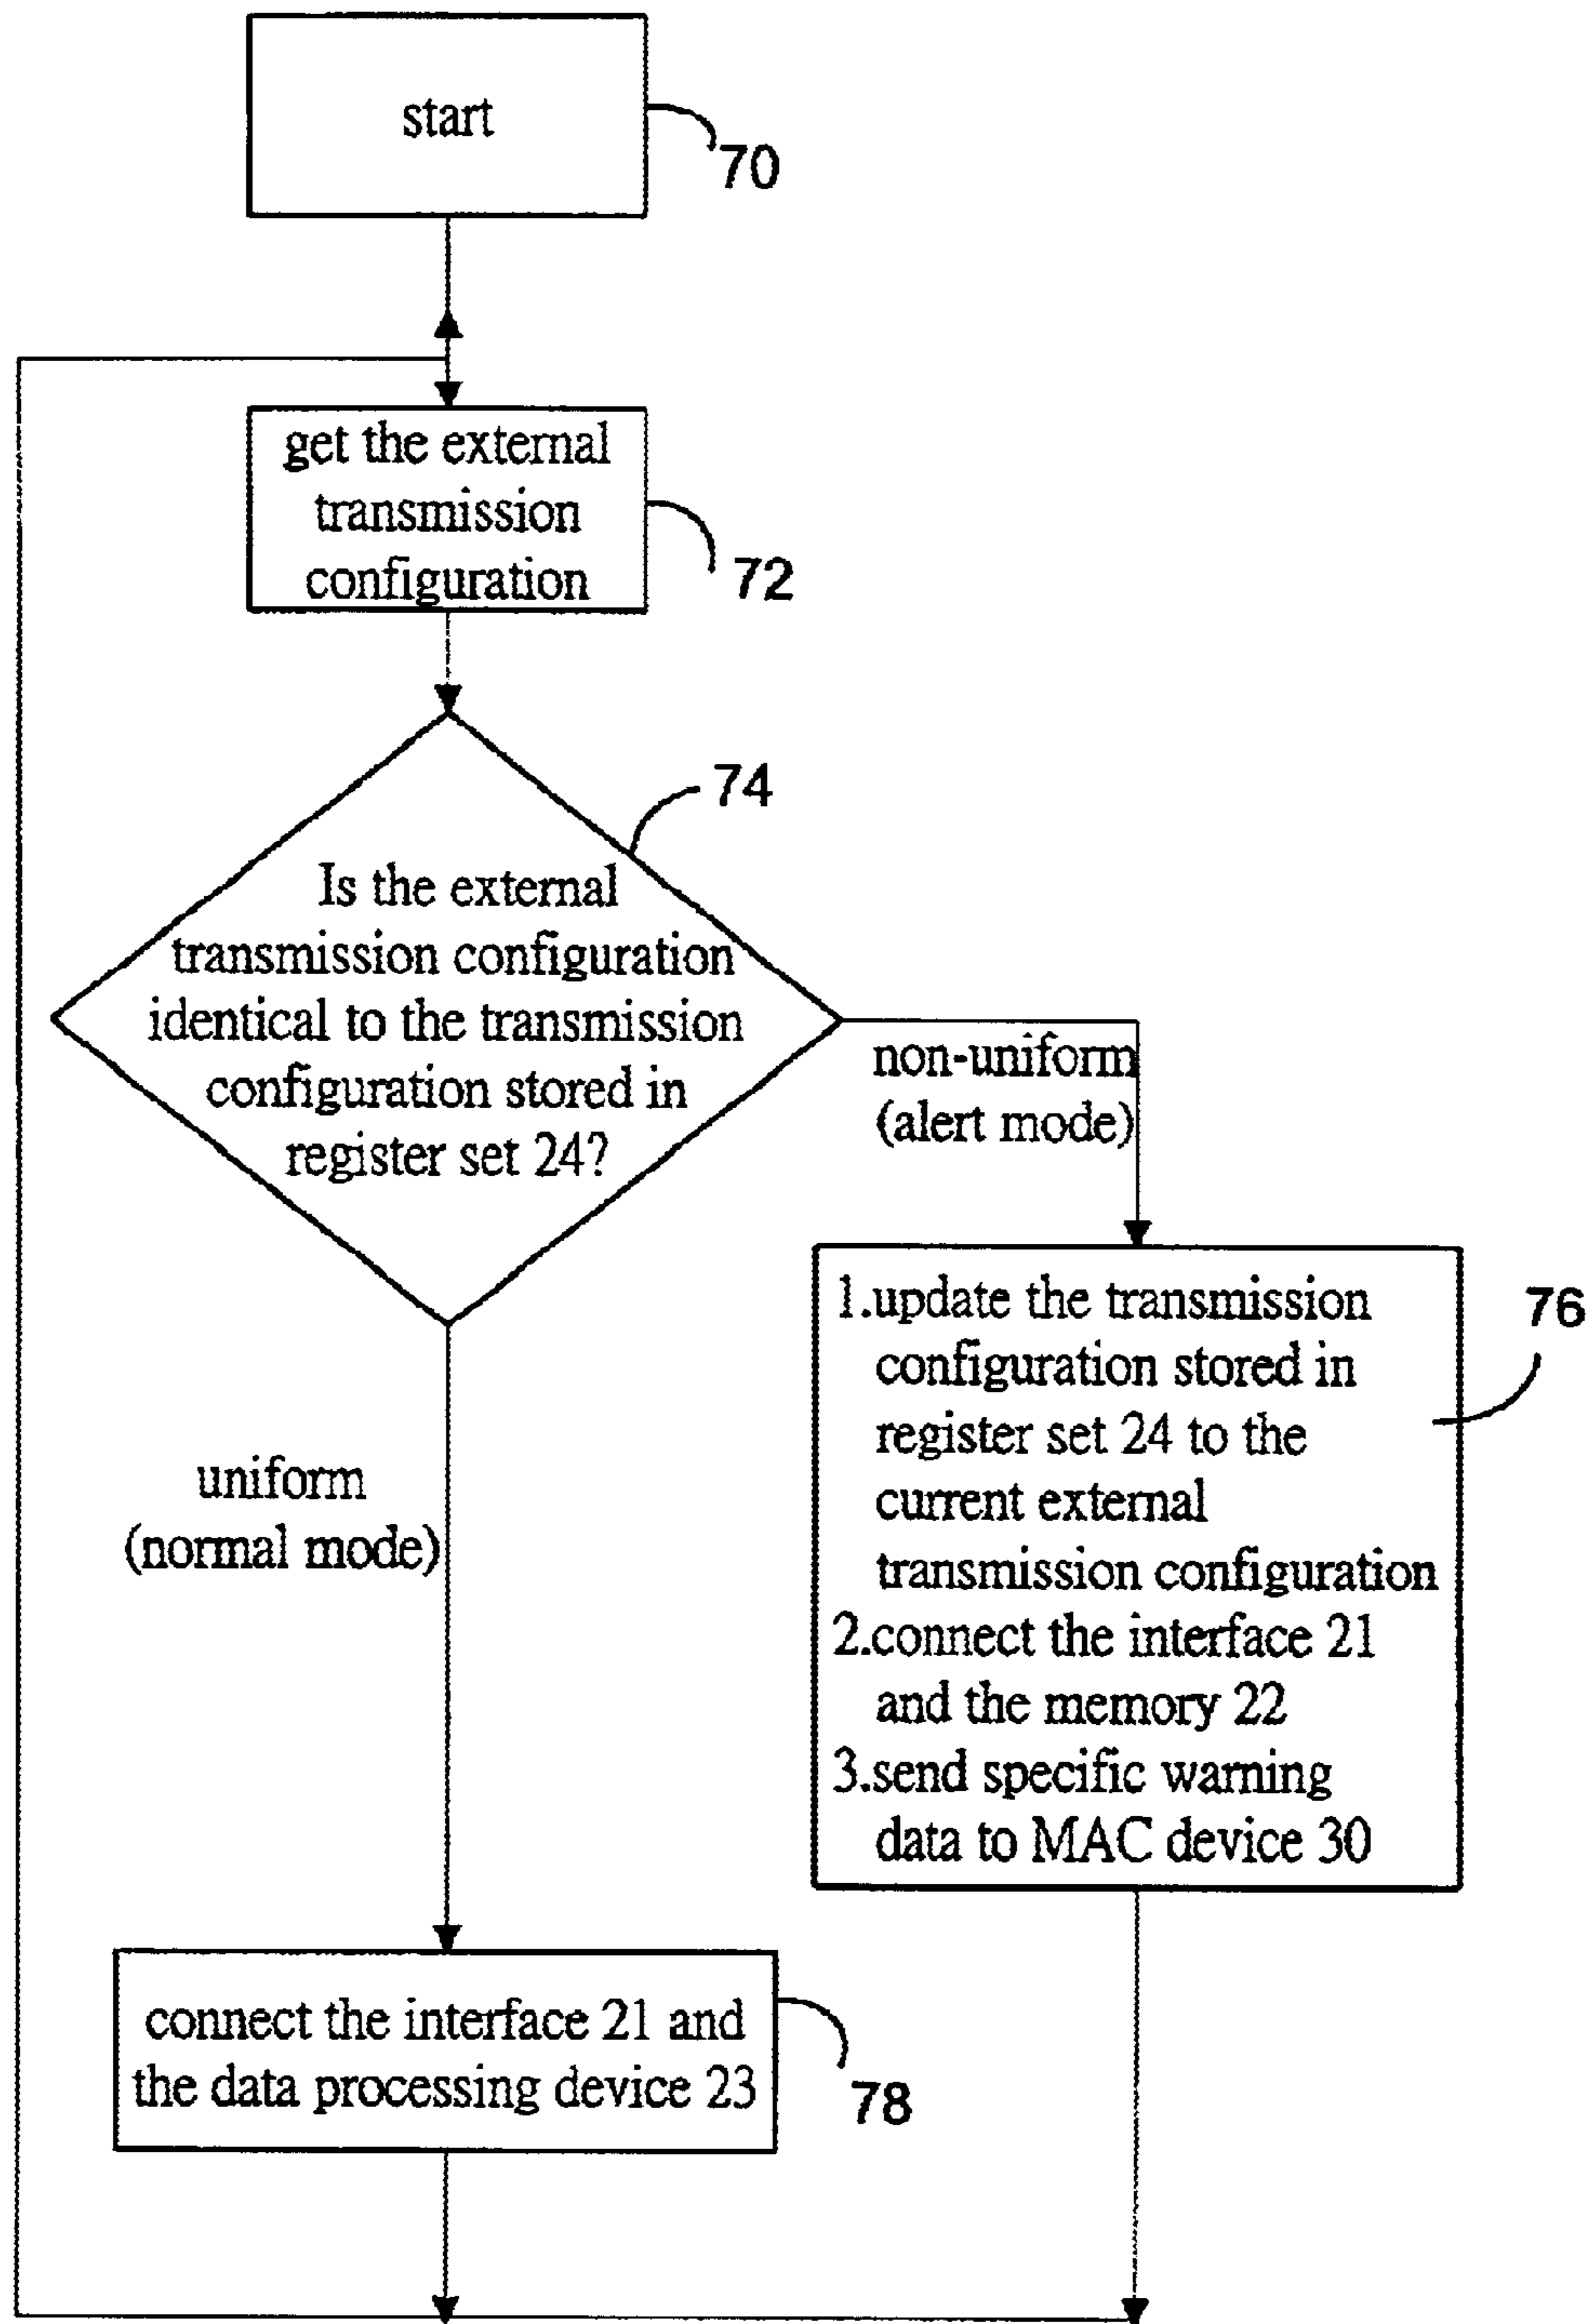 start
70
get the external
transmission
configuration
72
74
Is the external
transmission configuration
identical to the transmission
configuration stored in
register set 24?
non-uniform
(alert mode)
1.update the transmission
configuration stored in
register set 24 to the
current external
transmission configuration
2.connect the interface 21
and the memory 22
3.send specific warning
data to MAC device 30
76
uniform
(normal mode)
connect the interface 21 and
the data processing device 23
78